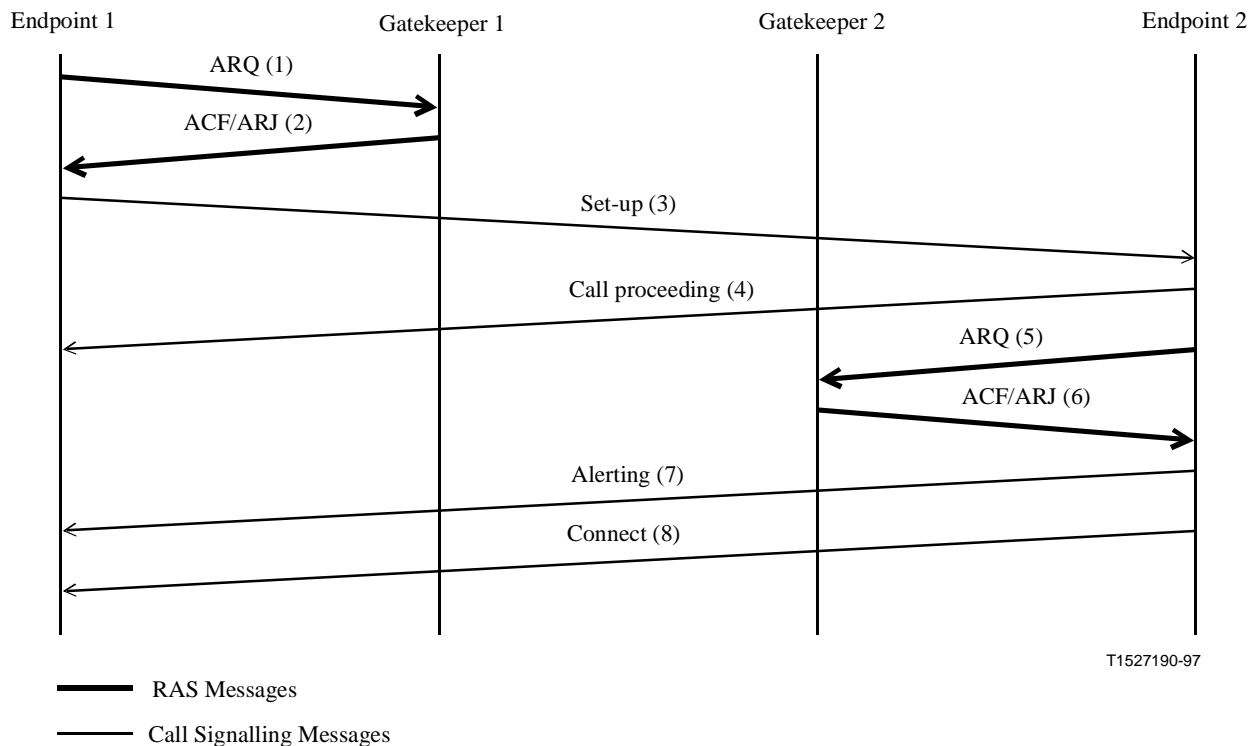 Endpoint 1
Gatekeeper 1
Gatekeeper 2
Endpoint 2
ARQ (1)
ACF/ARJ (2)
Set-up (3)
Call proceeding (4)
ARQ (5)
ACF/ARJ (6)
Alerting (7)
Connect (8)
T1527190-97
RAS Messages
Call Signalling Messages